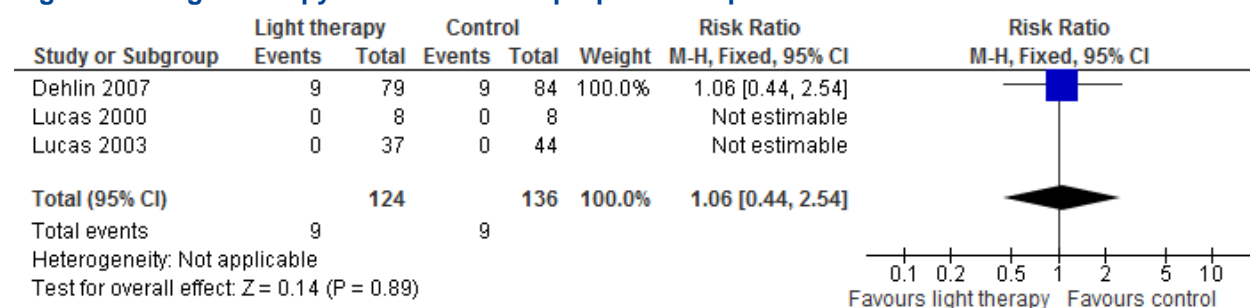 Light therapy Control Risk Ratio Risk Ratio
Study or Subgroup Events Total Events Total Weight M-H, Fixed, 95% CI M-H, Fixed, 95% CI
Dehlin 2007 9 79 9 84 100.0% 1.06 [0.44, 2.54]
Lucas 2000 0 8 0 8 Not estimable
Lucas 2003 0 37 0 44 Not estimable
Total (95% CI) 124 136 100.0% 1.06 [0.44, 2.54]
Total events 9 9
Heterogeneity: Not applicable
Test for overall effect: Z = 0.14 (P = 0.89)
0.1 0.2 0.5 1 2 5 10
Favours light therapy Favours control